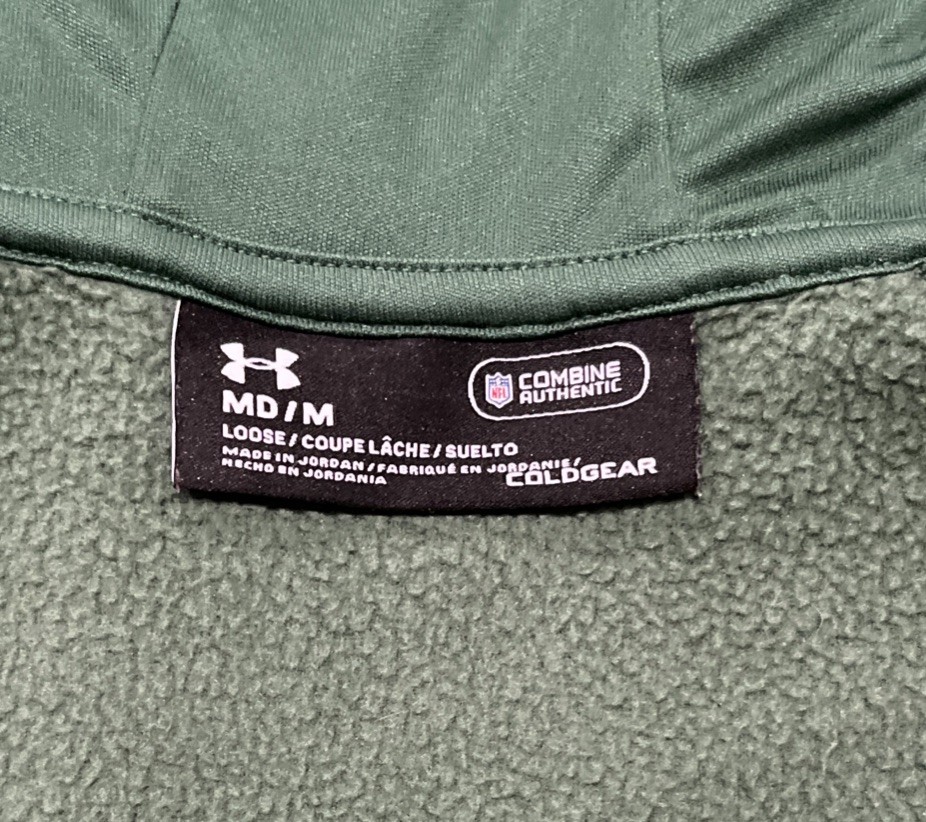 NFL
COMBINE
AUTHENTIC
MD / M
LOOSE / COUPE LÂCHE / SUELTO
MADE IN JORDAN / FABRIQUÉ EN JORDANIE /
HECHO EN JORDANIA
COLDGEAR